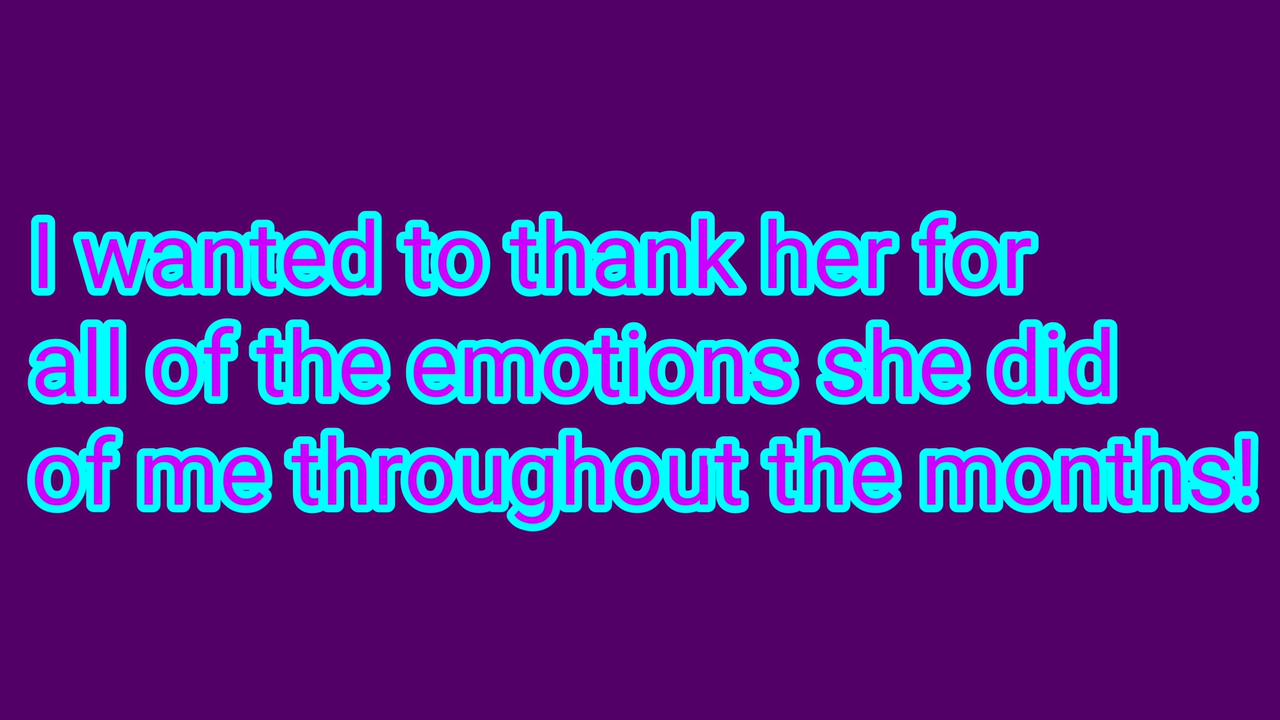 I wanted to thank her for
all of the emotions she did
of me throughout the months!